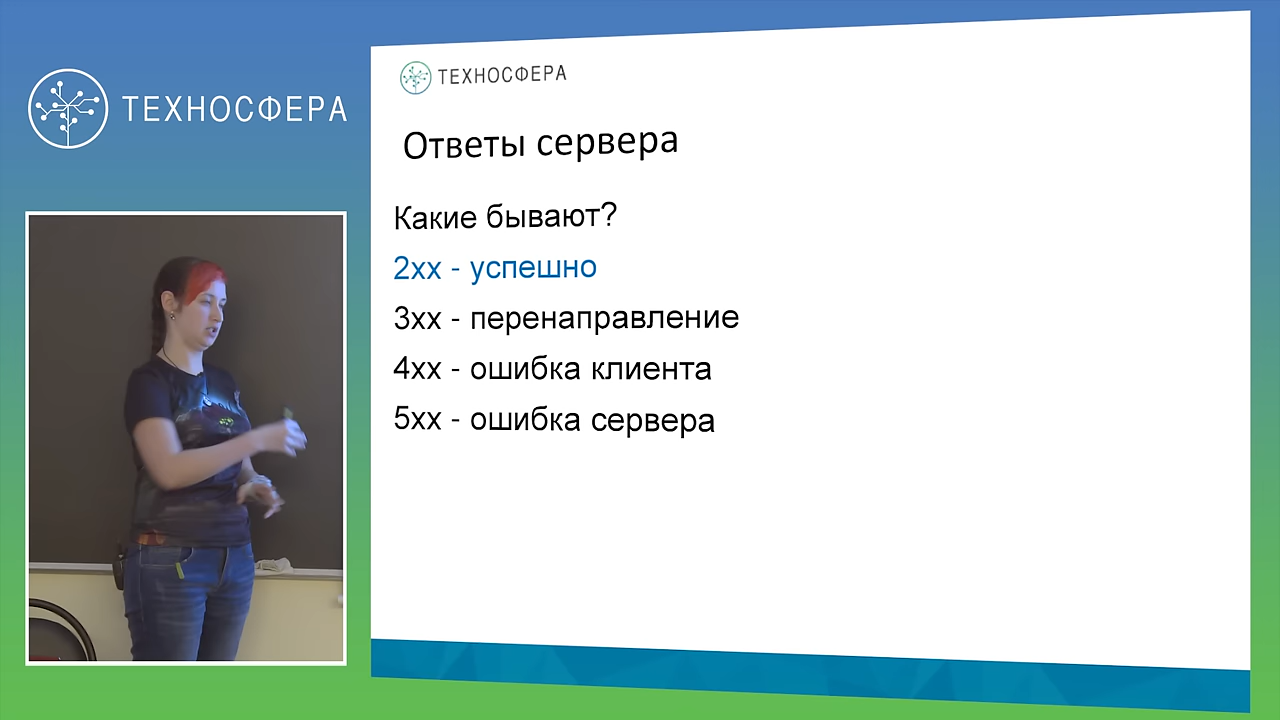 ТЕХНОСФЕРА
ТЕХНОСФЕРА
Ответы сервера
Какие бывают?
2xx - успешно
3xx - перенаправление
4xx - ошибка клиента
5xx - ошибка сервера